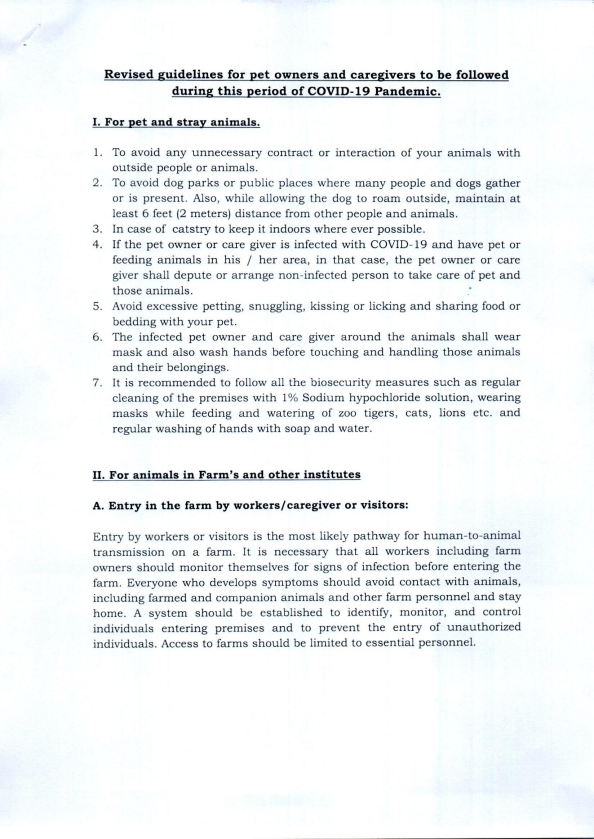 Revised guidelines for pet owners and caregivers to be followed
during this period of COVID-19 Pandemic.
I. For pet and stray animals.
1. To avoid any unnecessary contract or interaction of your animals with
outside people or animals.
2. To avoid dog parks or public places where many people and dogs gather
or is present. Also, while allowing the dog to roam outside, maintain at
least 6 feet (2 meters) distance from other people and animals.
3. In case of catstry to keep it indoors where ever possible.
4. If the pet owner or care giver is infected with COVID-19 and have pet or
feeding animals in his / her area, in that case, the pet owner or care
giver shall depute or arrange non-infected person to take care of pet and
those animals.
5. Avoid excessive petting, snuggling, kissing or licking and sharing food or
bedding with your pet.
6. The infected pet owner and care giver around the animals shall wear
mask and also wash hands before touching and handling those animals
and their belongings.
7. It is recommended to follow all the biosecurity measures such as regular
cleaning of the premises with 1% Sodium hypochloride solution, wearing
masks while feeding and watering of zoo tigers, cats, lions etc. and
regular washing of hands with soap and water.
II. For animals in Farm's and other institutes
A. Entry in the farm by workers/caregiver or visitors:
Entry by workers or visitors is the most likely pathway for human-to-animal
transmission on a farm. It is necessary that all workers including farm
owners should monitor themselves for signs of infection before entering the
farm. Everyone who develops symptoms should avoid contact with animals,
including farmed and companion animals and other farm personnel and stay
home. A system should be established to identify, monitor, and control
individuals entering premises and to prevent the entry of unauthorized
individuals. Access to farms should be limited to essential personnel.